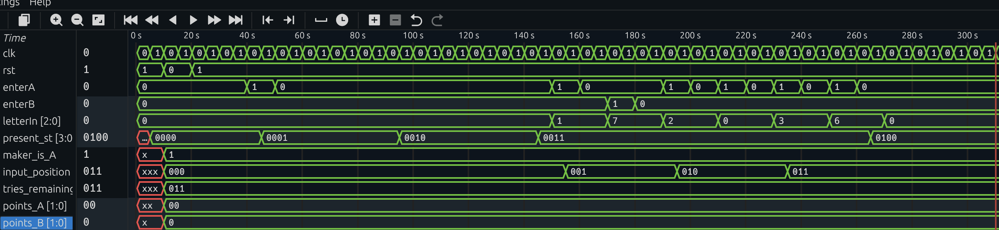 tings Help
Time 0 s 20 s 40 s 60 s 80 s 100 s 120 s 140 s 160 s 180 s 200 s 220 s 240 s 260 s 280 s 300 s
clk 0 0 1 0 1 0 1 0 1 0 1 0 1 0 1 0 1 0 1 0 1 0 1 0 1 0 1 0 1 0 1 0 1 0 1 0 1 0 1 0 1 0 1 0 1 0 1 0 1 0 1 0 1 0 1 0 1 0 1 0 1 0 1
rst 1 1 0 1
enterA 0 0 1 0 1 0 1 0 1 0 1 0 1 0
enterB 0 0 1 0
letterIn [2:0] 0 0 1 7 2 0 3 6 0
present_st [3:0 0100 ... 0000 0001 0010 0011 0100
maker_is_A 1 x 1
input_position 011 xxx 000 001 010 011
tries_remaining 011 xxx 011
points_A [1:0] 00 xx 00
points_B [1:0] 0 x 0